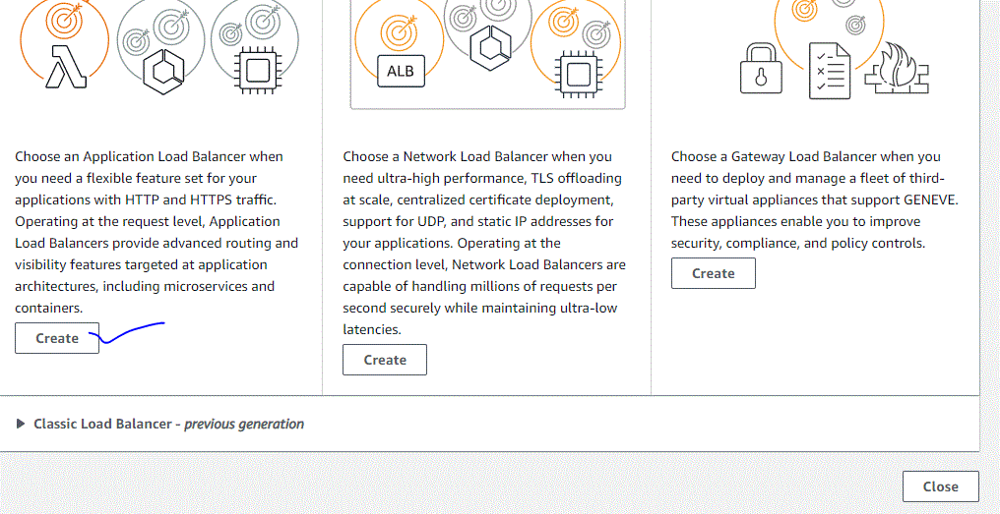 ALB
Choose an Application Load Balancer when
you need a flexible feature set for your
applications with HTTP and HTTPS traffic.
Operating at the request level, Application
Load Balancers provide advanced routing and
visibility features targeted at application
architectures, including microservices and
containers.
Create
Choose a Network Load Balancer when you
need ultra-high performance, TLS offloading
at scale, centralized certificate deployment,
support for UDP, and static IP addresses for
your applications. Operating at the
connection level, Network Load Balancers are
capable of handling millions of requests per
second securely while maintaining ultra-low
latencies.
Create
Choose a Gateway Load Balancer when you
need to deploy and manage a fleet of third-
party virtual appliances that support GENEVE.
These appliances enable you to improve
security, compliance, and policy controls.
Create
Classic Load Balancer - previous generation
Close